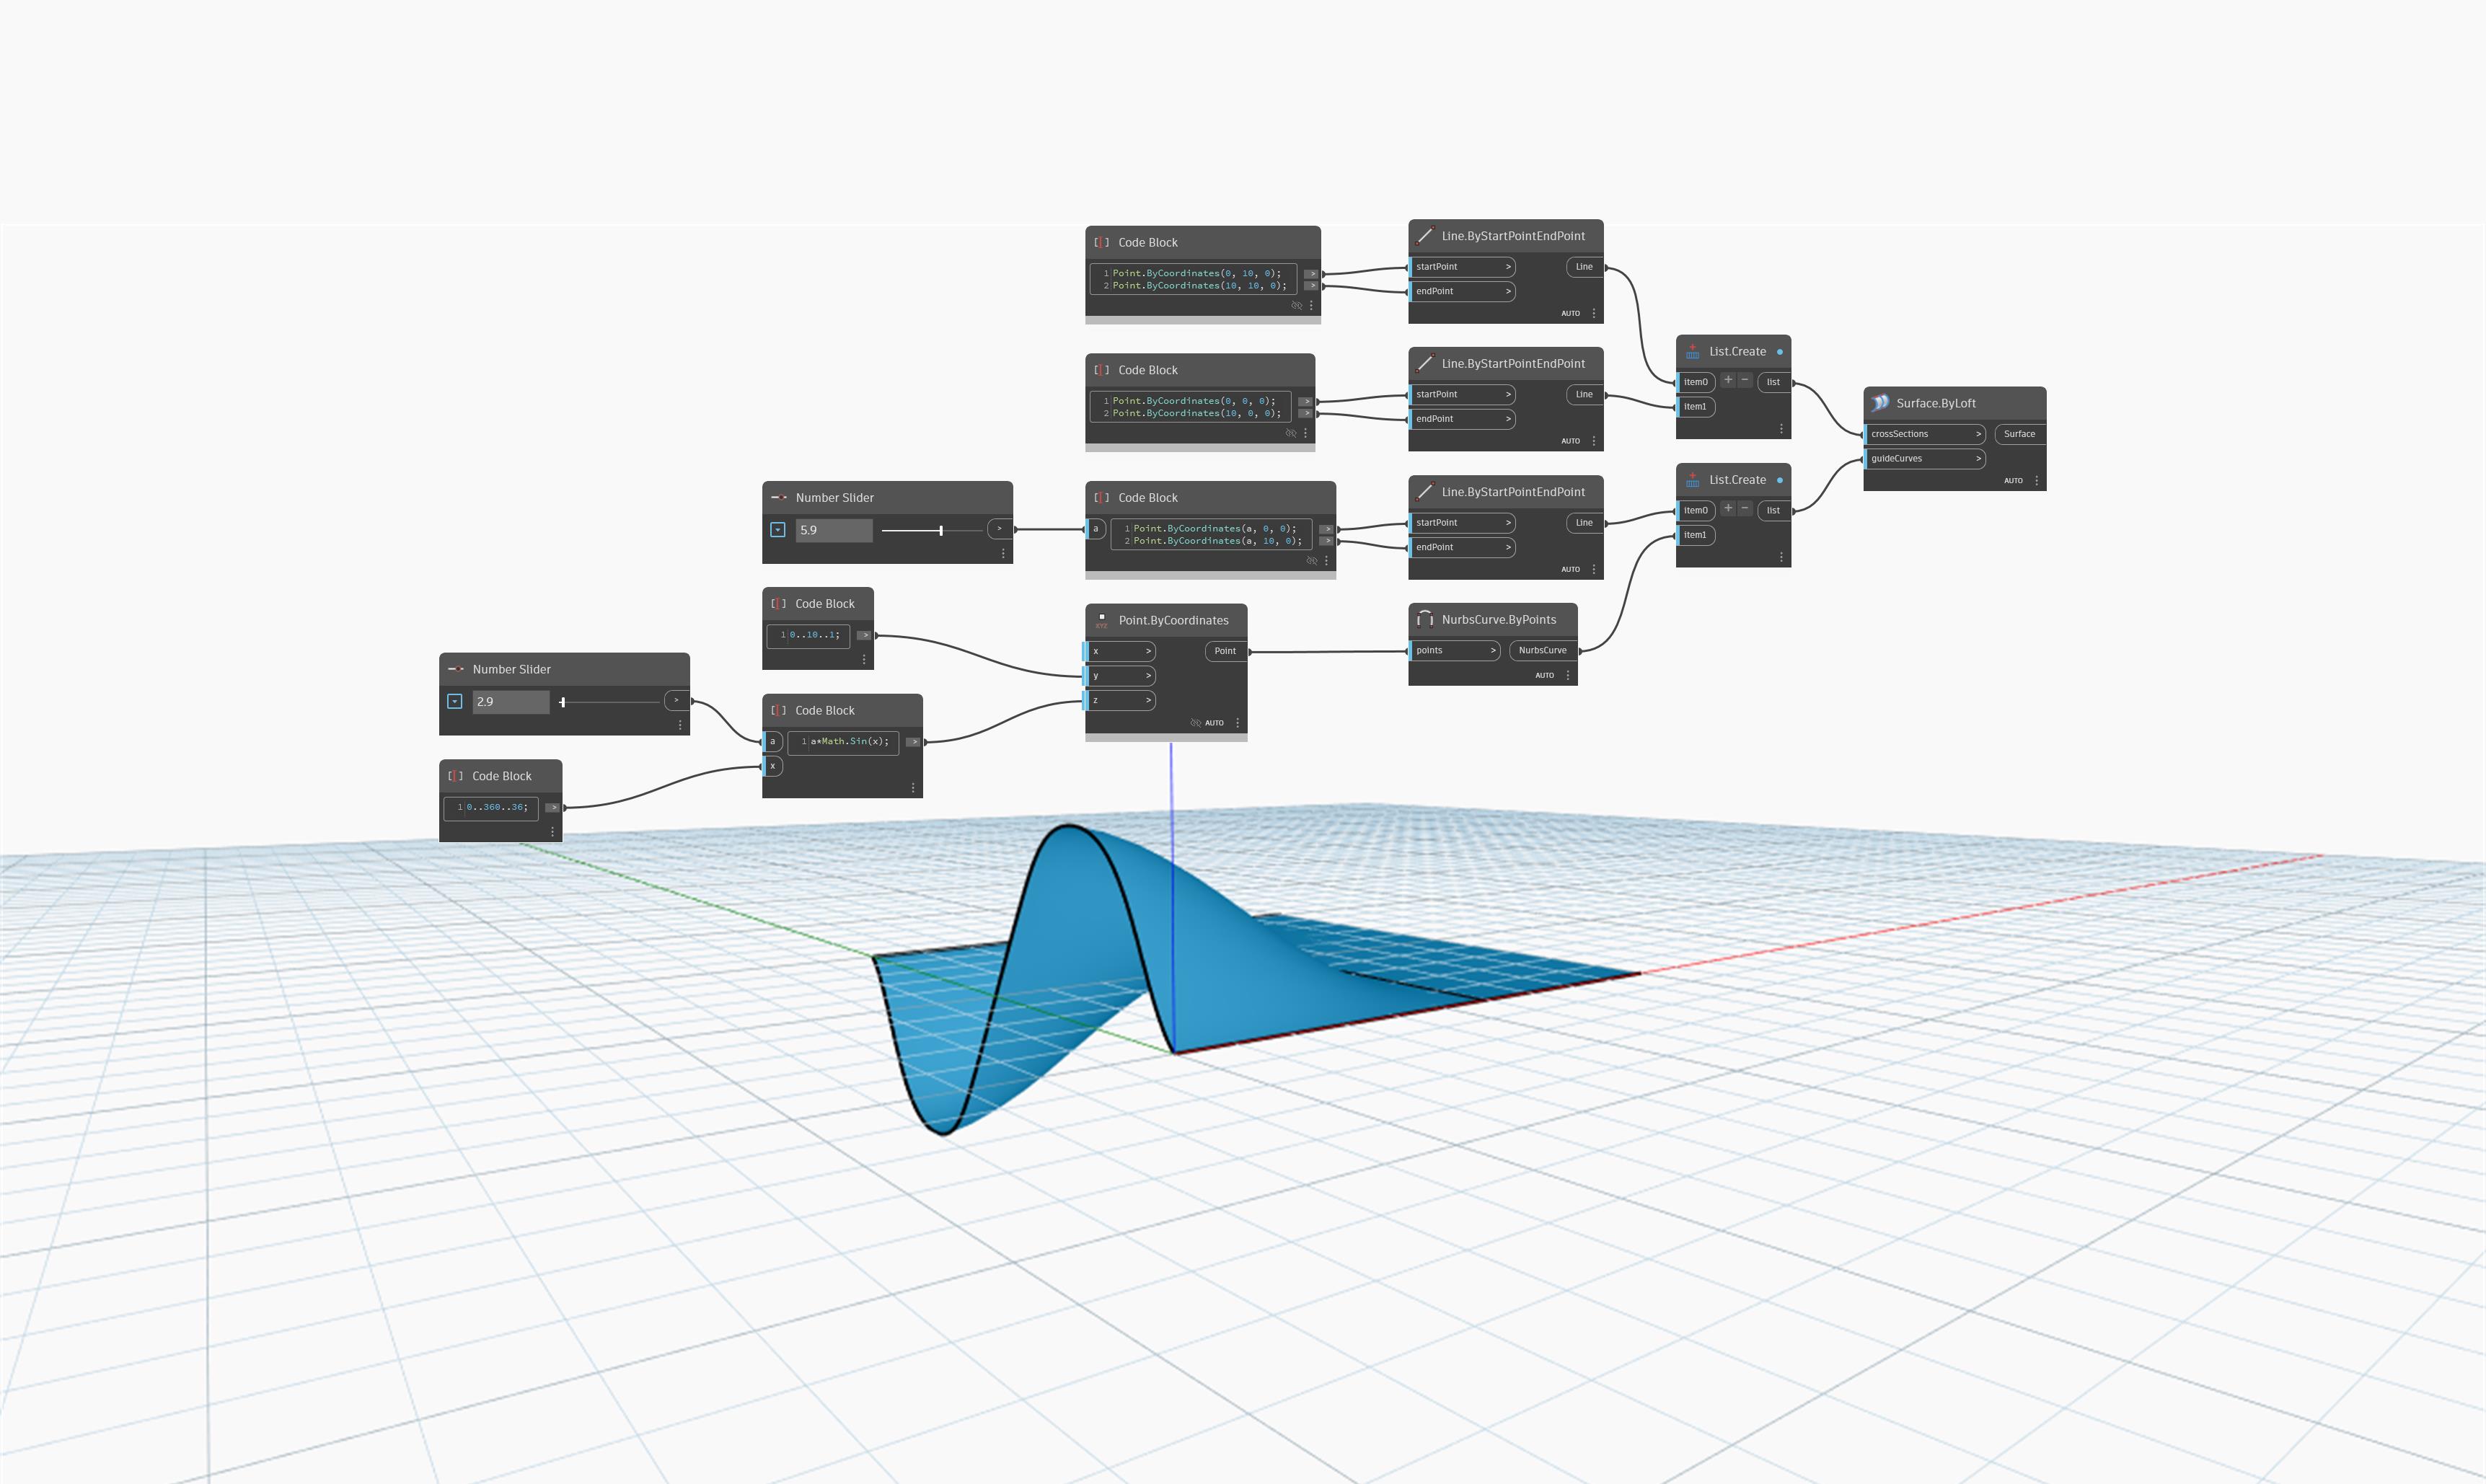 Code Block
1 Point.ByCoordinates(0, 10, 0); >
2 Point.ByCoordinates(10, 10, 0); >
Line.ByStartPointEndPoint
startPoint > Line
endPoint >
AUTO
Code Block
1 Point.ByCoordinates(0, 0, 0); >
2 Point.ByCoordinates(10, 0, 0); >
Line.ByStartPointEndPoint
startPoint > Line
endPoint >
AUTO
List.Create
item0 + − list
item1
Surface.ByLoft
crossSections > Surface
guideCurves >
AUTO
Number Slider
5.9 >
Code Block
a 1 Point.ByCoordinates(a, 0, 0); >
2 Point.ByCoordinates(a, 10, 0); >
Line.ByStartPointEndPoint
startPoint > Line
endPoint >
AUTO
List.Create
item0 + − list
item1
Code Block
1 0..10..1; >
Point.ByCoordinates
XYZ
x > Point
y >
z >
AUTO
NurbsCurve.ByPoints
points > NurbsCurve
AUTO
Number Slider
2.9 >
Code Block
a 1 a*Math.Sin(x); >
x
Code Block
1 0..360..36; >